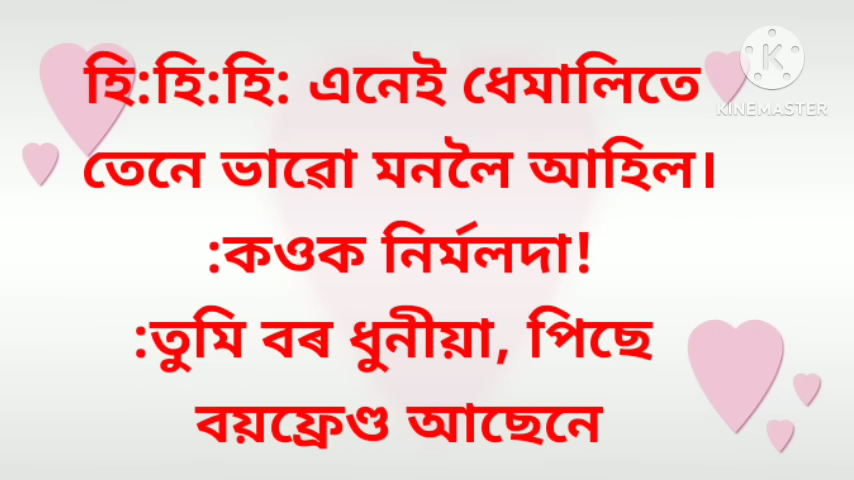 হি:হি:হি: এনেই ধেমালিতে
তেনে ভাৱো মনলৈ আহিল।
:কওক নিৰ্মলদা!
:তুমি বৰ ধুনীয়া, পিছে
বয়ফ্ৰেণ্ড আছেনে
KINEMASTER